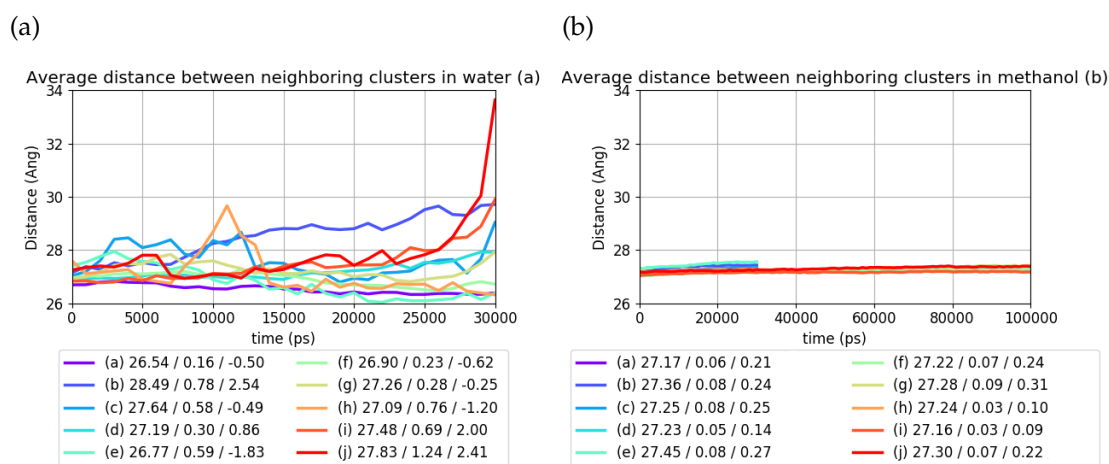 (a)
(b)
Average distance between neighboring clusters in water (a)
34
32
30
28
26
Distance (Ang)
0 5000 10000 15000 20000 25000 30000
time (ps)
(a) 26.54 / 0.16 / -0.50
(b) 28.49 / 0.78 / 2.54
(c) 27.64 / 0.58 / -0.49
(d) 27.19 / 0.30 / 0.86
(e) 26.77 / 0.59 / -1.83
(f) 26.90 / 0.23 / -0.62
(g) 27.26 / 0.28 / -0.25
(h) 27.09 / 0.76 / -1.20
(i) 27.48 / 0.69 / 2.00
(j) 27.83 / 1.24 / 2.41
Average distance between neighboring clusters in methanol (b)
34
32
30
28
26
Distance (Ang)
0 20000 40000 60000 80000 100000
time (ps)
(a) 27.17 / 0.06 / 0.21
(b) 27.36 / 0.08 / 0.24
(c) 27.25 / 0.08 / 0.25
(d) 27.23 / 0.05 / 0.14
(e) 27.45 / 0.08 / 0.27
(f) 27.22 / 0.07 / 0.24
(g) 27.28 / 0.09 / 0.31
(h) 27.24 / 0.03 / 0.10
(i) 27.16 / 0.03 / 0.09
(j) 27.30 / 0.07 / 0.22